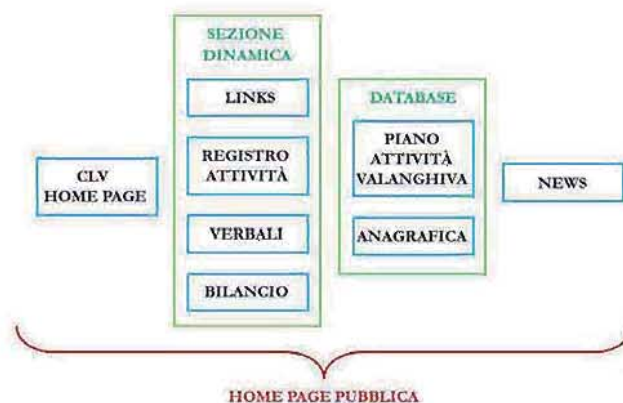 SEZIONE
DINAMICA
LINKS
REGISTRO
ATTIVITÀ
VERBALI
BILANCIO
DATABASE
PIANO
ATTIVITÀ
VALANGHIVA
ANAGRAFICA
CLV
HOME PAGE
NEWS
HOME PAGE PUBBLICA